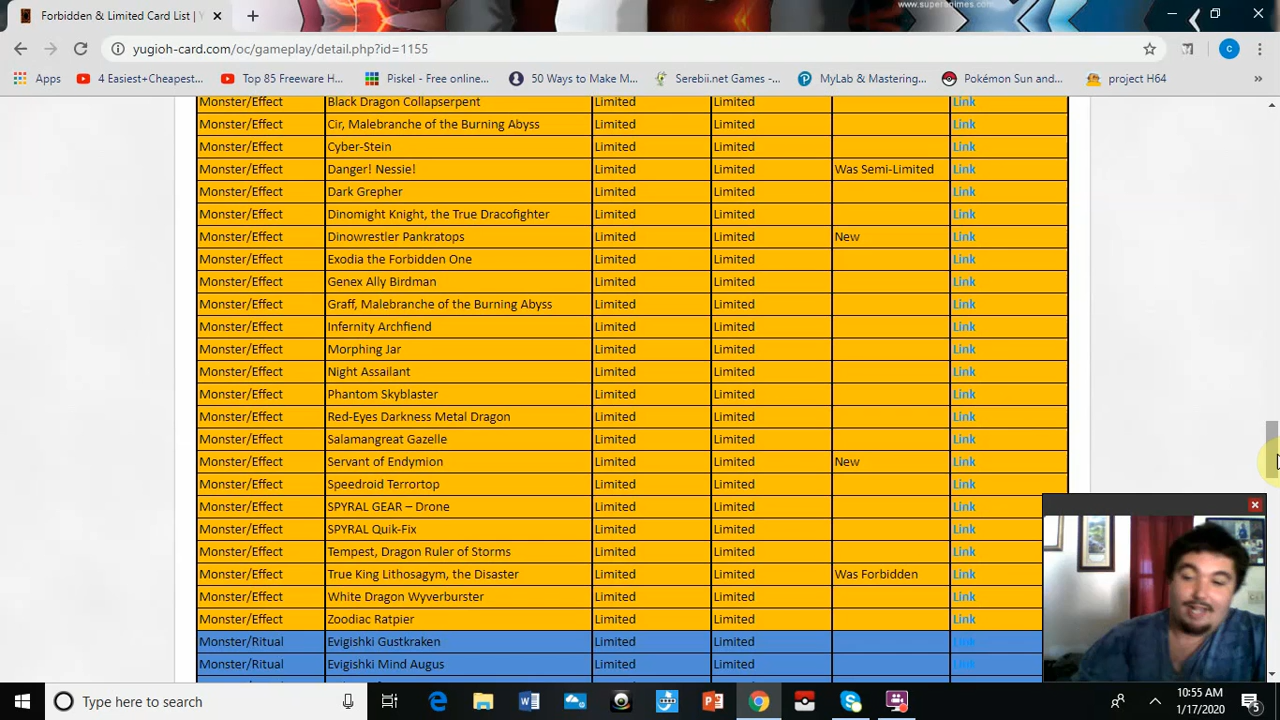 www.superanimes.com
Forbidden & Limited Card List | Y
yugioh-card.com/oc/gameplay/detail.php?id=1155
Apps 4 Easiest+Cheapest... Top 85 Freeware H... Piskel - Free online... 50 Ways to Make M... Serebii.net Games -... MyLab & Mastering... Pokémon Sun and... project H64
Monster/Effect Black Dragon Collapserpent Limited Limited Link
Monster/Effect Cir, Malebranche of the Burning Abyss Limited Limited Link
Monster/Effect Cyber-Stein Limited Limited Link
Monster/Effect Danger! Nessie! Limited Limited Was Semi-Limited Link
Monster/Effect Dark Grepher Limited Limited Link
Monster/Effect Dinomight Knight, the True Dracofighter Limited Limited Link
Monster/Effect Dinowrestler Pankratops Limited Limited New Link
Monster/Effect Exodia the Forbidden One Limited Limited Link
Monster/Effect Genex Ally Birdman Limited Limited Link
Monster/Effect Graff, Malebranche of the Burning Abyss Limited Limited Link
Monster/Effect Infernity Archfiend Limited Limited Link
Monster/Effect Morphing Jar Limited Limited Link
Monster/Effect Night Assailant Limited Limited Link
Monster/Effect Phantom Skyblaster Limited Limited Link
Monster/Effect Red-Eyes Darkness Metal Dragon Limited Limited Link
Monster/Effect Salamangreat Gazelle Limited Limited Link
Monster/Effect Servant of Endymion Limited Limited New Link
Monster/Effect Speedroid Terrortop Limited Limited Link
Monster/Effect SPYRAL GEAR – Drone Limited Limited Link
Monster/Effect SPYRAL Quik-Fix Limited Limited Link
Monster/Effect Tempest, Dragon Ruler of Storms Limited Limited Link
Monster/Effect True King Lithosagym, the Disaster Limited Limited Was Forbidden Link
Monster/Effect White Dragon Wyverburster Limited Limited Link
Monster/Effect Zoodiac Ratpier Limited Limited Link
Monster/Ritual Evigishki Gustkraken Limited Limited Link
Monster/Ritual Evigishki Mind Augus Limited Limited Link
Type here to search
10:55 AM
1/17/2020
5